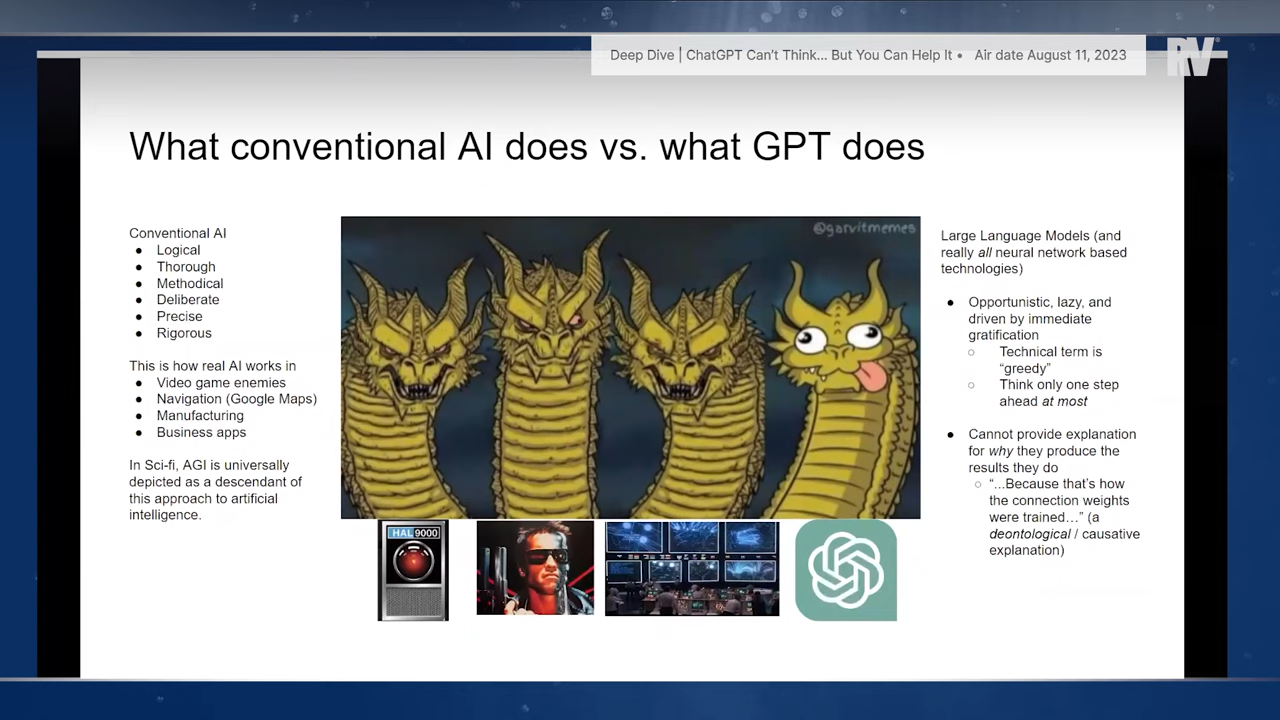 Deep Dive | ChatGPT Can't Think... But You Can Help It • Air date August 11, 2023
RV
What conventional AI does vs. what GPT does
Conventional AI
● Logical
● Thorough
● Methodical
● Deliberate
● Precise
● Rigorous
This is how real AI works in
● Video game enemies
● Navigation (Google Maps)
● Manufacturing
● Business apps
In Sci-fi, AGI is universally
depicted as a descendant of
this approach to artificial
intelligence.
@garvitmemes
HAL 9000
Large Language Models (and
really all neural network based
technologies)
● Opportunistic, lazy, and
driven by immediate
gratification
○ Technical term is
“greedy”
○ Think only one step
ahead at most
● Cannot provide explanation
for why they produce the
results they do
○ “...Because that’s how
the connection weights
were trained…” (a
deontological / causative
explanation)